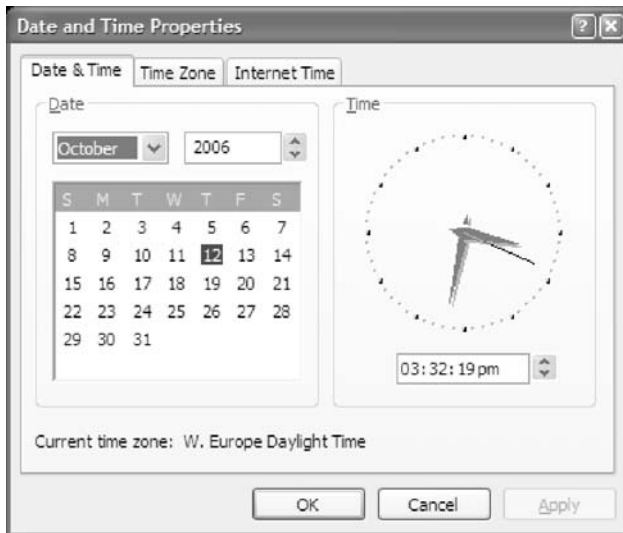 Date and Time Properties
Date & Time Time Zone Internet Time
Date
October 2006
S M T W T F S
1 2 3 4 5 6 7
8 9 10 11 12 13 14
15 16 17 18 19 20 21
22 23 24 25 26 27 28
29 30 31
Time
03:32:19 pm
Current time zone: W. Europe Daylight Time
OK Cancel Apply